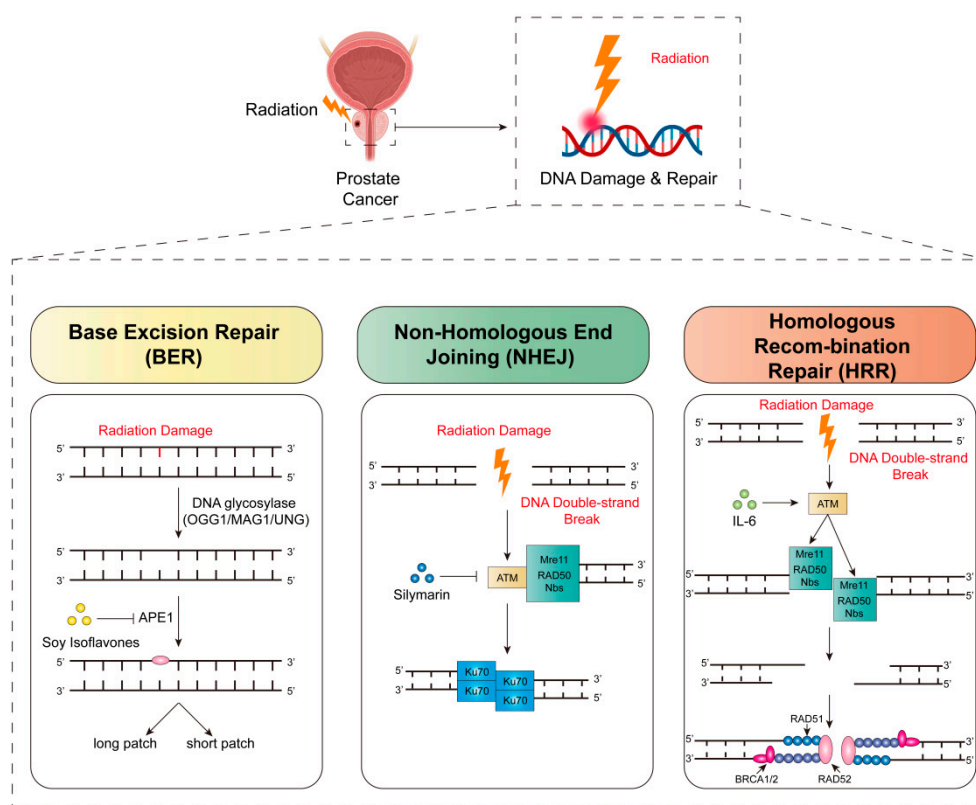 Radiation
Radiation
Prostate
Cancer
DNA Damage & Repair
Base Excision Repair
(BER)
Radiation Damage
5'
3'
3'
5'
DNA glycosylase
(OGG1/MAG1/UNG)
5'
3'
3'
5'
APE1
Soy Isoflavones
5'
3'
3'
5'
long patch
short patch
Non-Homologous End
Joining (NHEJ)
Radiation Damage
5'
3'
3'
5'
DNA Double-strand
Break
Silymarin
ATM
Mre11
RAD50
Nbs
3'
5'
5'
3'
Ku70
Ku70
Ku70
Ku70
3'
5'
Homologous
Recom-bination
Repair (HRR)
Radiation Damage
5'
3'
3'
5'
DNA Double-strand
Break
IL-6
ATM
Mre11
RAD50
Nbs
Mre11
RAD50
Nbs
5'
3'
3'
5'
5'
3'
3'
5'
RAD51
5'
3'
3'
5'
BRCA1/2
RAD52